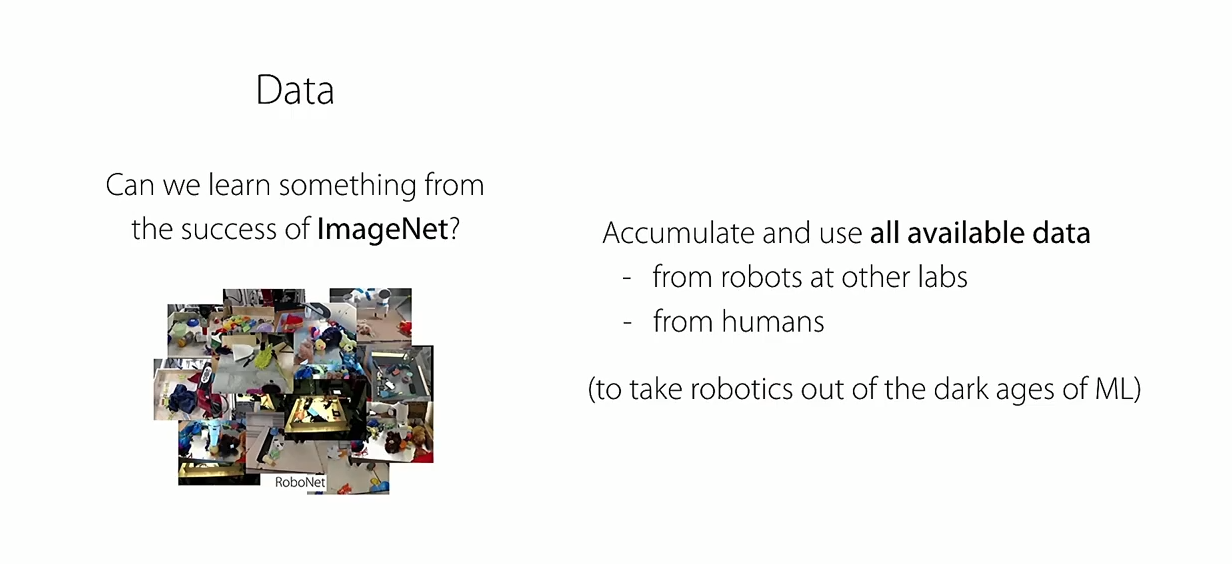 Data
Can we learn something from
the success of ImageNet?
RoboNet
Accumulate and use all available data
- from robots at other labs
- from humans
(to take robotics out of the dark ages of ML)